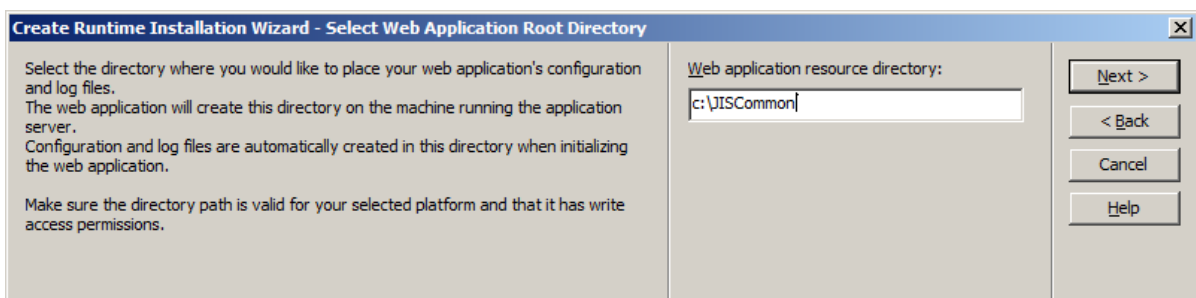 Create Runtime Installation Wizard - Select Web Application Root Directory
Select the directory where you would like to place your web application's configuration
and log files.
The web application will create this directory on the machine running the application
server.
Configuration and log files are automatically created in this directory when initializing
the web application.
Make sure the directory path is valid for your selected platform and that it has write
access permissions.
Web application resource directory:
c:\JISCommon
Next >
< Back
Cancel
Help